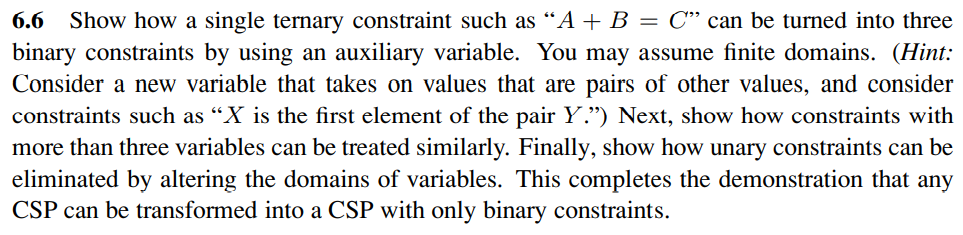 6.6 Show how a single ternary constraint such as “A + B = C” can be turned into three
binary constraints by using an auxiliary variable. You may assume finite domains. (Hint:
Consider a new variable that takes on values that are pairs of other values, and consider
constraints such as “X is the first element of the pair Y.”) Next, show how constraints with
more than three variables can be treated similarly. Finally, show how unary constraints can be
eliminated by altering the domains of variables. This completes the demonstration that any
CSP can be transformed into a CSP with only binary constraints.